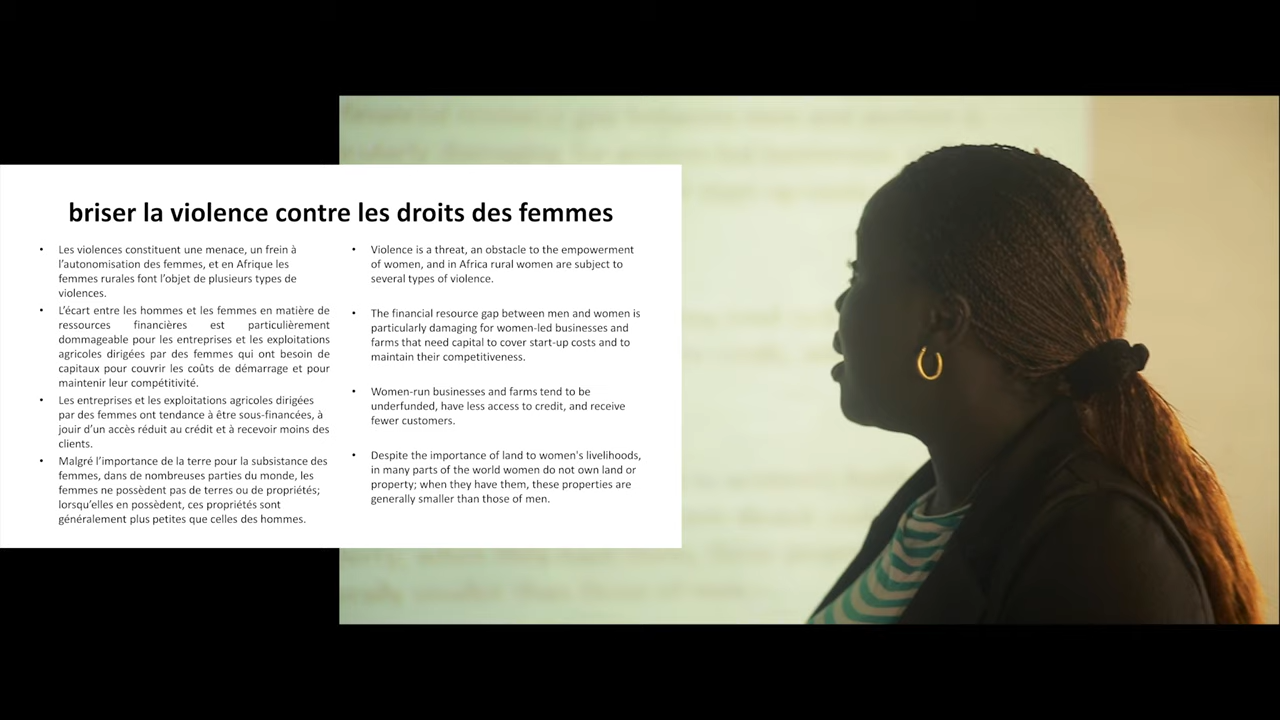 briser la violence contre les droits des femmes
• Les violences constituent une menace, un frein à
l'autonomisation des femmes, et en Afrique les
femmes rurales font l'objet de plusieurs types de
violences.
• L'écart entre les hommes et les femmes en matière de
ressources financières est particulièrement
dommageable pour les entreprises et les exploitations
agricoles dirigées par des femmes qui ont besoin de
capitaux pour couvrir les coûts de démarrage et pour
maintenir leur compétitivité.
• Les entreprises et les exploitations agricoles dirigées
par des femmes ont tendance à être sous-financées, à
jouir d'un accès réduit au crédit et à recevoir moins des
clients.
• Malgré l'importance de la terre pour la subsistance des
femmes, dans de nombreuses parties du monde, les
femmes ne possèdent pas de terres ou de propriétés;
lorsqu'elles en possèdent, ces propriétés sont
généralement plus petites que celles des hommes.
• Violence is a threat, an obstacle to the empowerment
of women, and in Africa rural women are subject to
several types of violence.
• The financial resource gap between men and women is
particularly damaging for women-led businesses and
farms that need capital to cover start-up costs and to
maintain their competitiveness.
• Women-run businesses and farms tend to be
underfunded, have less access to credit, and receive
fewer customers.
• Despite the importance of land to women's livelihoods,
in many parts of the world women do not own land or
property; when they have them, these properties are
generally smaller than those of men.